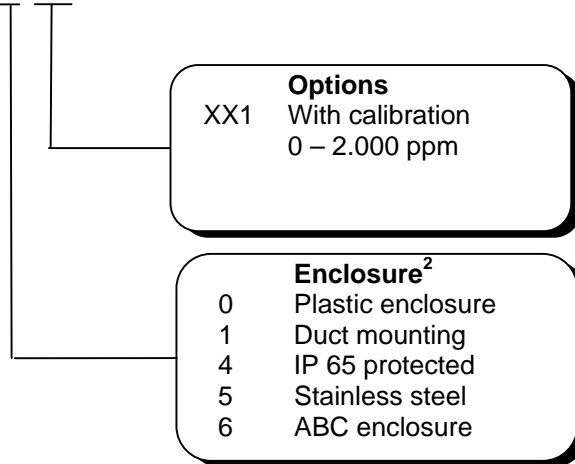 Options
XX1 With calibration
0 – 2.000 ppm
Enclosure²
0 Plastic enclosure
1 Duct mounting
4 IP 65 protected
5 Stainless steel
6 ABC enclosure